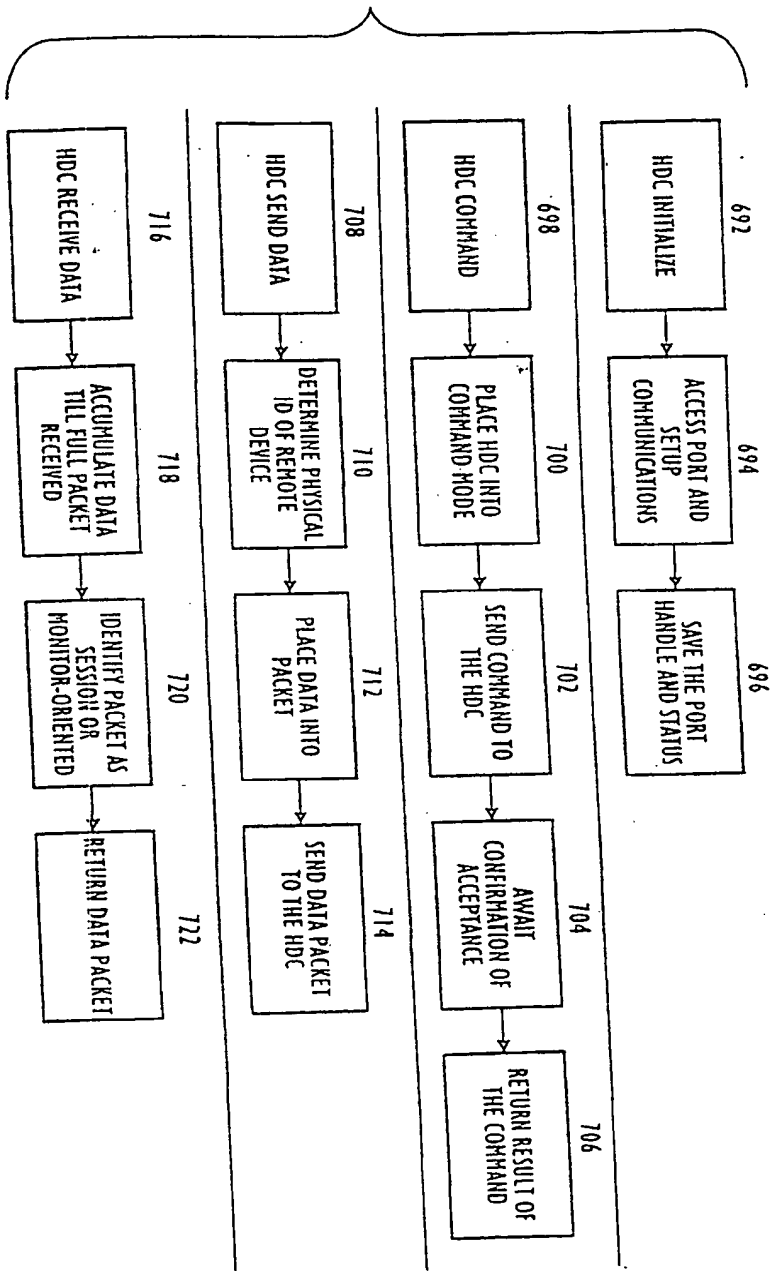 692
HDC INITIALIZE
694
ACCESS PORT AND
SETUP
COMMUNICATIONS
696
SAVE THE PORT
HANDLE AND STATUS
698
HDC COMMAND
700
PLACE HDC INTO
COMMAND-MODE
702
SEND COMMAND TO
THE HDC
704
AWAIT
CONFIRMATION OF
ACCEPTANCE
706
RETURN RESULT OF
THE COMMAND
708
HDC SEND DATA
710
DETERMINE PHYSICAL
ID OF REMOTE
DEVICE
712
PLACE DATA INTO
PACKET
714
SEND DATA PACKET
TO THE HDC
716
HDC RECEIVE DATA
718
ACCUMULATE DATA
TILL FULL PACKET
RECEIVED
720
IDENTIFY PACKET AS
SESSION OR
MONITOR-ORIENTED
722
RETURN DATA PACKET